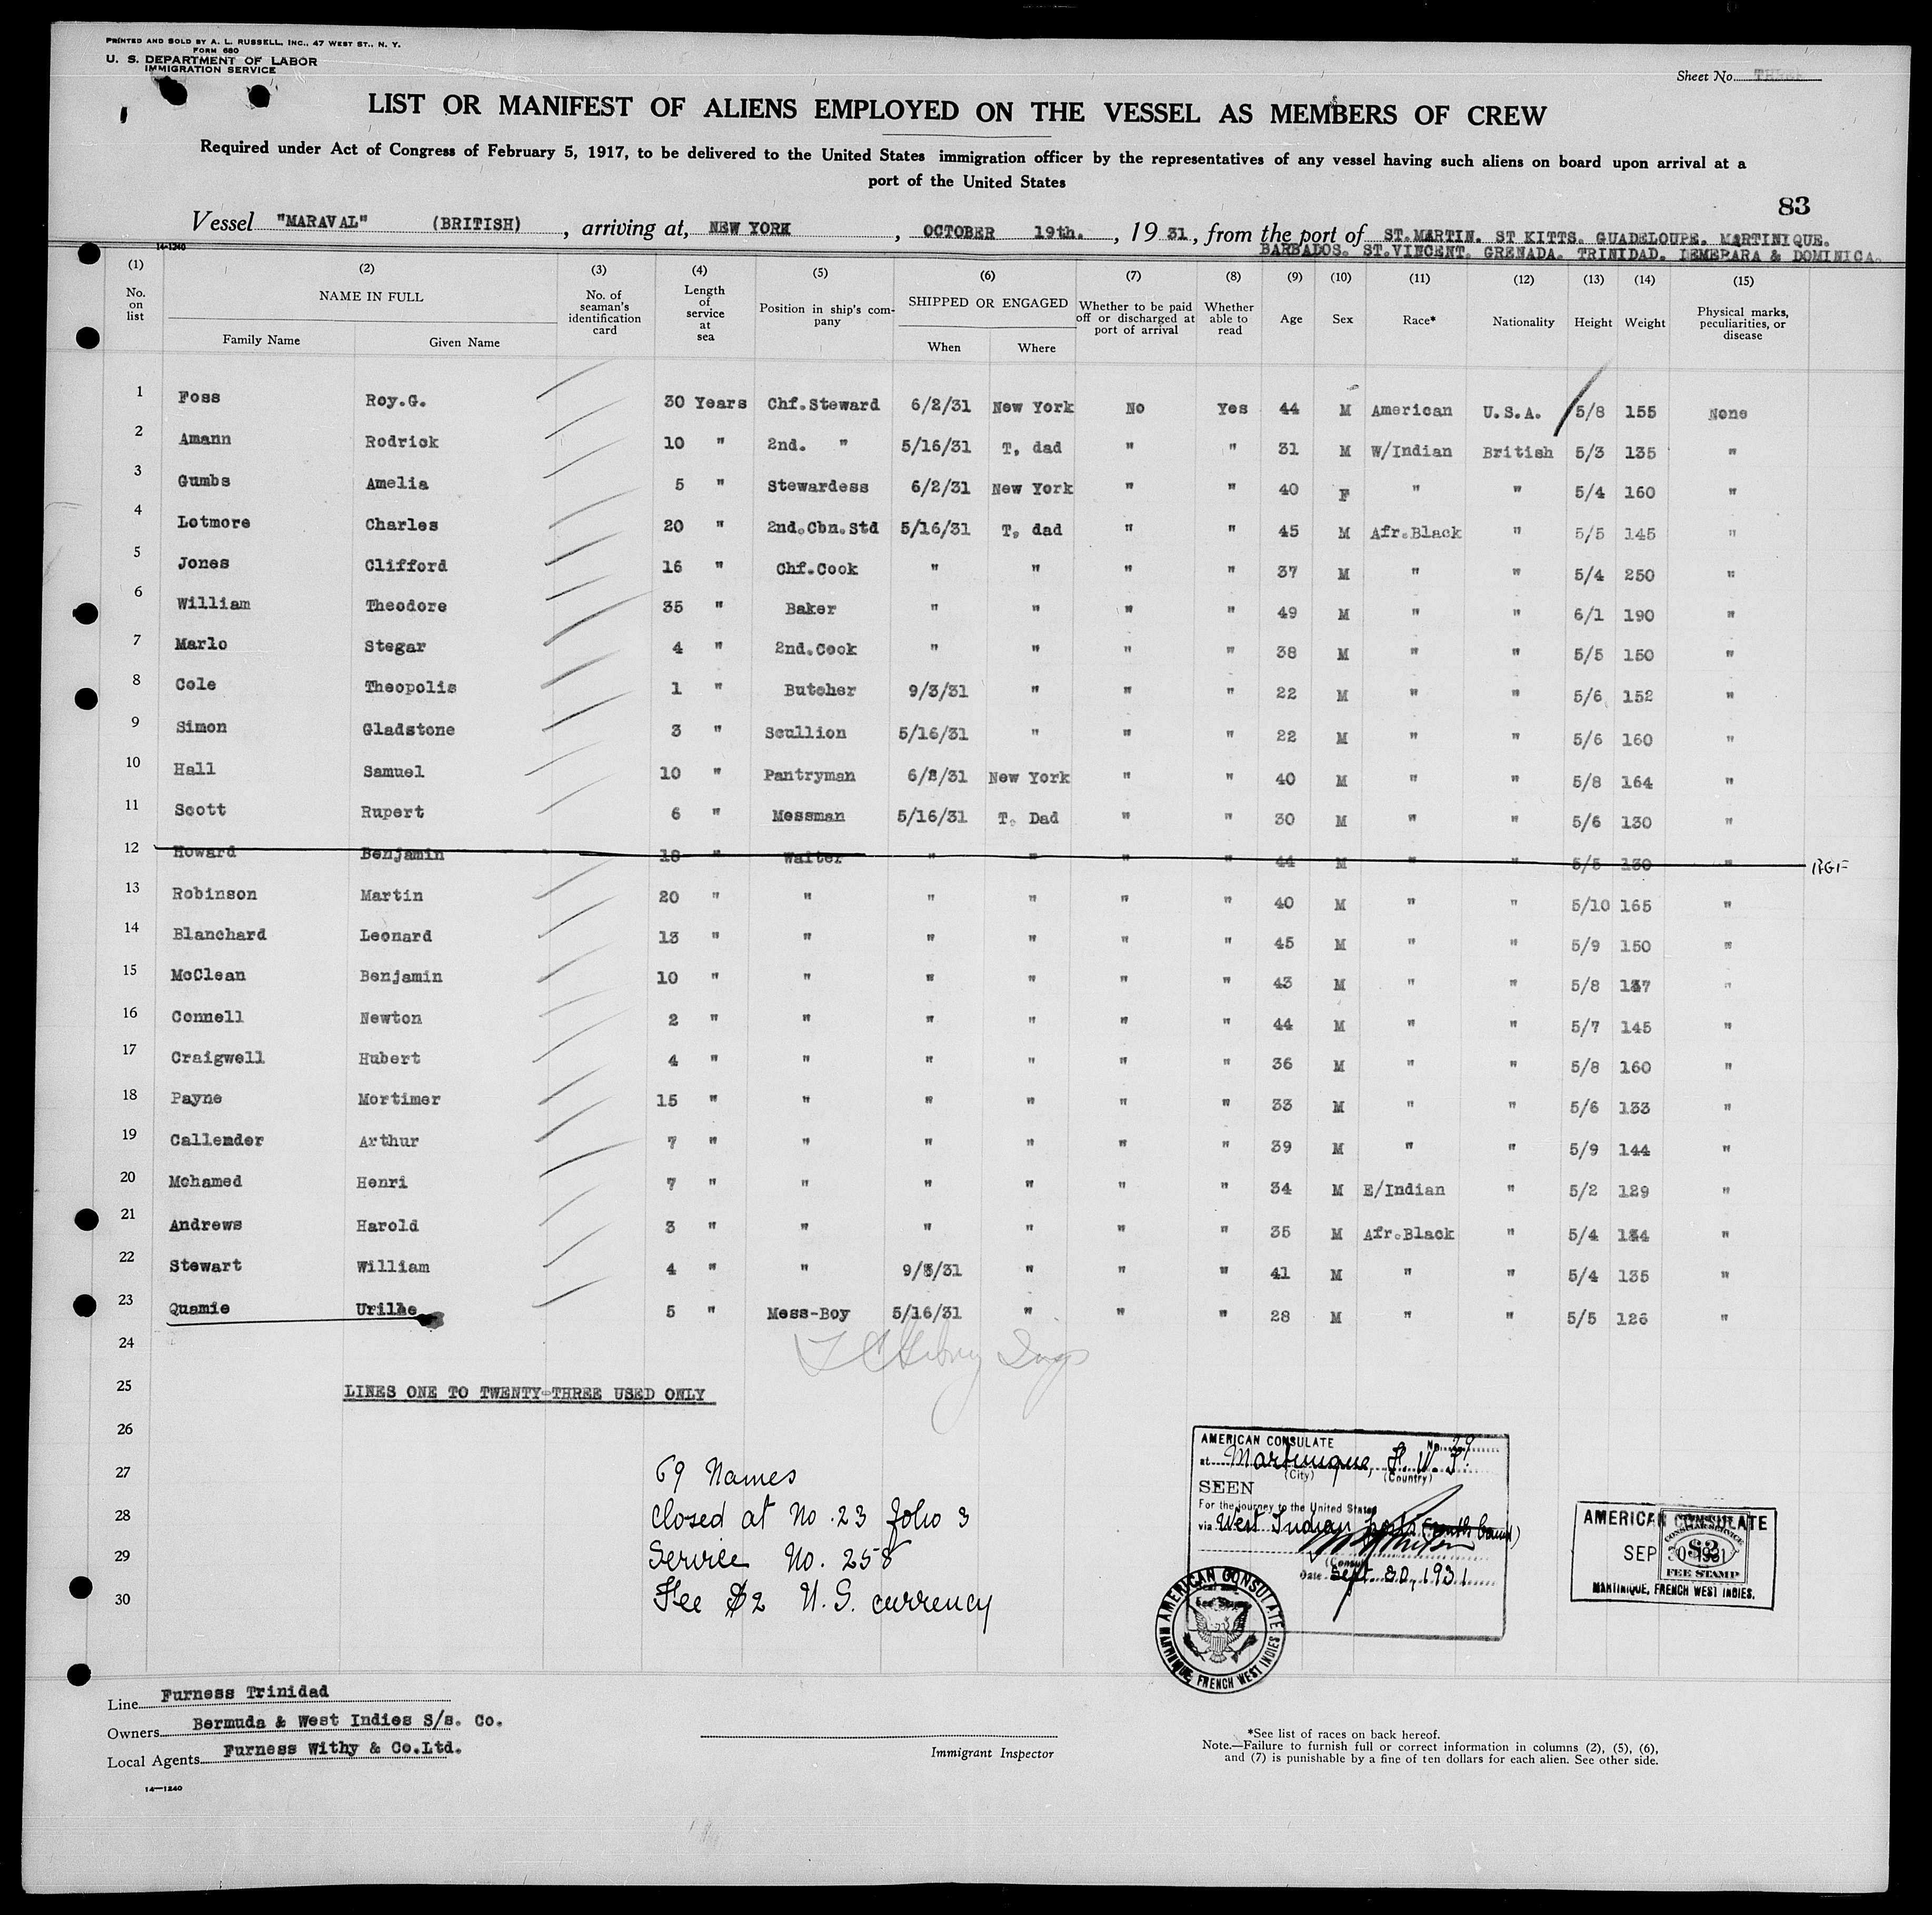 PRINTED AND SOLD BY A. L. RUSSELL, INC., 47 WEST ST., N. Y.
FORM 680
U. S. DEPARTMENT OF LABOR
IMMIGRATION SERVICE
Sheet No.
LIST OR MANIFEST OF ALIENS EMPLOYED ON THE VESSEL AS MEMBERS OF CREW
Required under Act of Congress of February 5, 1917, to be delivered to the United States immigration officer by the representatives of any vessel having such aliens on board upon arrival at a
port of the United States
83
Vessel "MARAVAL" (BRITISH), arriving at, NEW YORK, OCTOBER 19th., 1931, from the port of ST.MARTIN. ST KITTS. GUADELOUPE. MARTINIQUE.
BARBADOS. ST.VINCENT. GRENADA. TRINIDAD. DEMERARA & DOMINICA.
14-1240
(1) (2) (3) (4) (5) (6) (7) (8) (9) (10) (11) (12) (13) (14) (15)
No. on list NAME IN FULL No. of seaman's identification card Length of service at sea Position in ship's company SHIPPED OR ENGAGED Whether to be paid off or discharged at port of arrival Whether able to read Age Sex Race* Nationality Height Weight Physical marks, peculiarities, or disease
Family Name Given Name When Where
1 Foss Roy.G. 30 Years Chf.Steward 6/2/31 New York No Yes 44 M American U.S.A. 5/8 155 None
2 Amann Rodrick 10 " 2nd. " 5/16/31 T. dad " " 31 M W/Indian British 5/3 135 "
3 Gumbs Amelia 5 " Stewardess 6/2/31 New York " " 40 F " " 5/4 160 "
4 Lotmore Charles 20 " 2nd.Cbn.Std 5/16/31 T. dad " " 45 M Afr.Black " 5/5 145 "
5 Jones Clifford 16 " Chf.Cook " " " " 37 M " " 5/4 250 "
6 William Theodore 35 " Baker " " " " 49 M " " 6/1 190 "
7 Marlo Stegar 4 " 2nd.Cook " " " " 38 M " " 5/5 150 "
8 Cole Theopolis 1 " Butcher 9/3/31 " " " 22 M " " 5/6 152 "
9 Simon Gladstone 3 " Scullion 5/16/31 " " " 22 M " " 5/6 160 "
10 Hall Samuel 10 " Pantryman 6/2/31 New York " " 40 M " " 5/8 164 "
11 Scott Rupert 6 " Messman 5/16/31 T. Dad " " 30 M " " 5/6 130 "
12 Howard Benjamin 18 " Waiter " " " " 44 M " " 5/5 130 " RGF
13 Robinson Martin 20 " " " " " " 40 M " " 5/10 165 "
14 Blanchard Leonard 13 " " " " " " 45 M " " 5/9 150 "
15 McClean Benjamin 10 " " " " " " 43 M " " 5/8 "
16 Connell Newton 2 " " " " " " 44 M " " 5/7 145 "
17 Craigwell Hubert 4 " " " " " " 36 M " " 5/8 160 "
18 Payne Mortimer 15 " " " " " " 33 M " " 5/6 133 "
19 Callender Arthur 7 " " " " " " 39 M " " 5/9 144 "
20 Mohamed Henri 7 " " " " " " 34 M E/Indian " 5/2 129 "
21 Andrews Harold 3 " " " " " " 35 M Afr.Black " 5/4 "
22 Stewart William 4 " " 9/3/31 " " " 41 M " " 5/4 135 "
23 Quamie 5 " Mess-Boy 5/16/31 " " " 28 M " " 5/5 126 "
24
25 LINES ONE TO TWENTY-THREE USED ONLY
26
27 69 Names
28 Closed at No. 23 folio 3
29 Service No. 258
30 Fee $2 U.S. currency
AMERICAN CONSULATE No. 29
at Martinique, F.W.I.
(City) (Country)
SEEN
For the journey to the United States
via West Indian ports (south bound)
(Consul)
Date Sept. 30, 1931
AMERICAN CONSULATE
MARTINIQUE, FRENCH WEST INDIES
AMERICAN CONSULATE
SEP 30 1931
CONSULAR SERVICE
$2
FEE STAMP
MARTINIQUE, FRENCH WEST INDIES.
Line Furness Trinidad
Owners Bermuda & West Indies S/s. Co.
Local Agents Furness Withy & Co.Ltd.
14-1240
Immigrant Inspector
*See list of races on back hereof.
Note.—Failure to furnish full or correct information in columns (2), (5), (6),
and (7) is punishable by a fine of ten dollars for each alien. See other side.